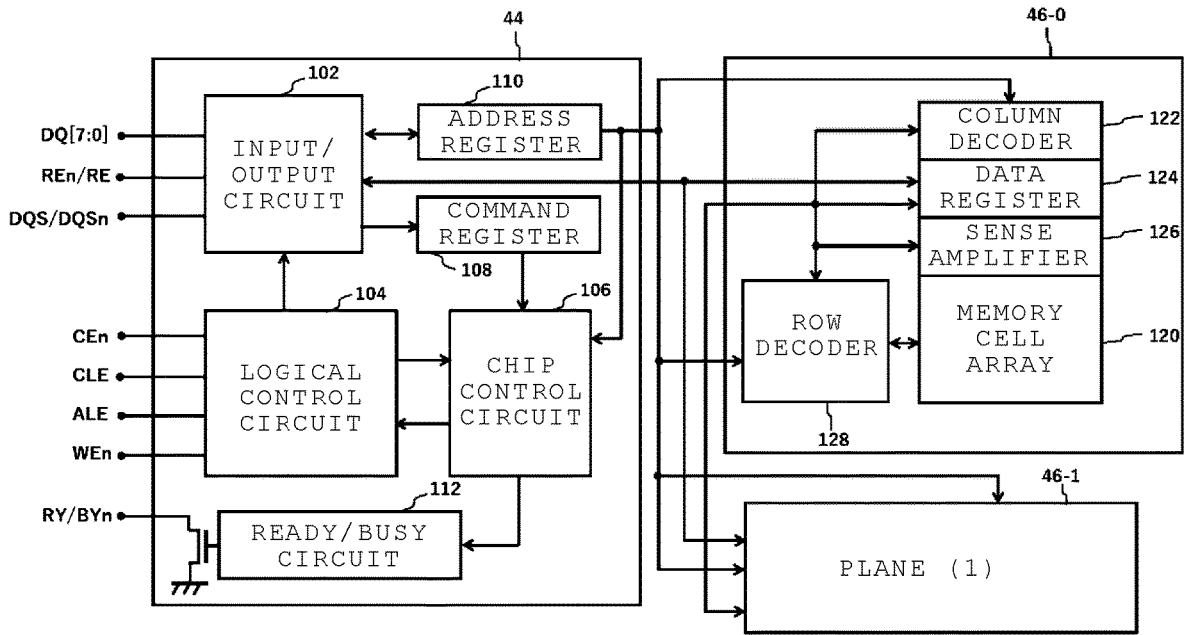 44
46-0
102
110
DQ[7:0]
REn/RE
DQS/DQSn
INPUT/
OUTPUT
CIRCUIT
ADDRESS
REGISTER
COMMAND
REGISTER
108
COLUMN
DECODER
122
DATA
REGISTER
124
SENSE
AMPLIFIER
126
104
106
CEn
CLE
ALE
WEn
LOGICAL
CONTROL
CIRCUIT
CHIP
CONTROL
CIRCUIT
ROW
DECODER
128
MEMORY
CELL
ARRAY
120
112
RY/BYn
READY/BUSY
CIRCUIT
46-1
PLANE (1)